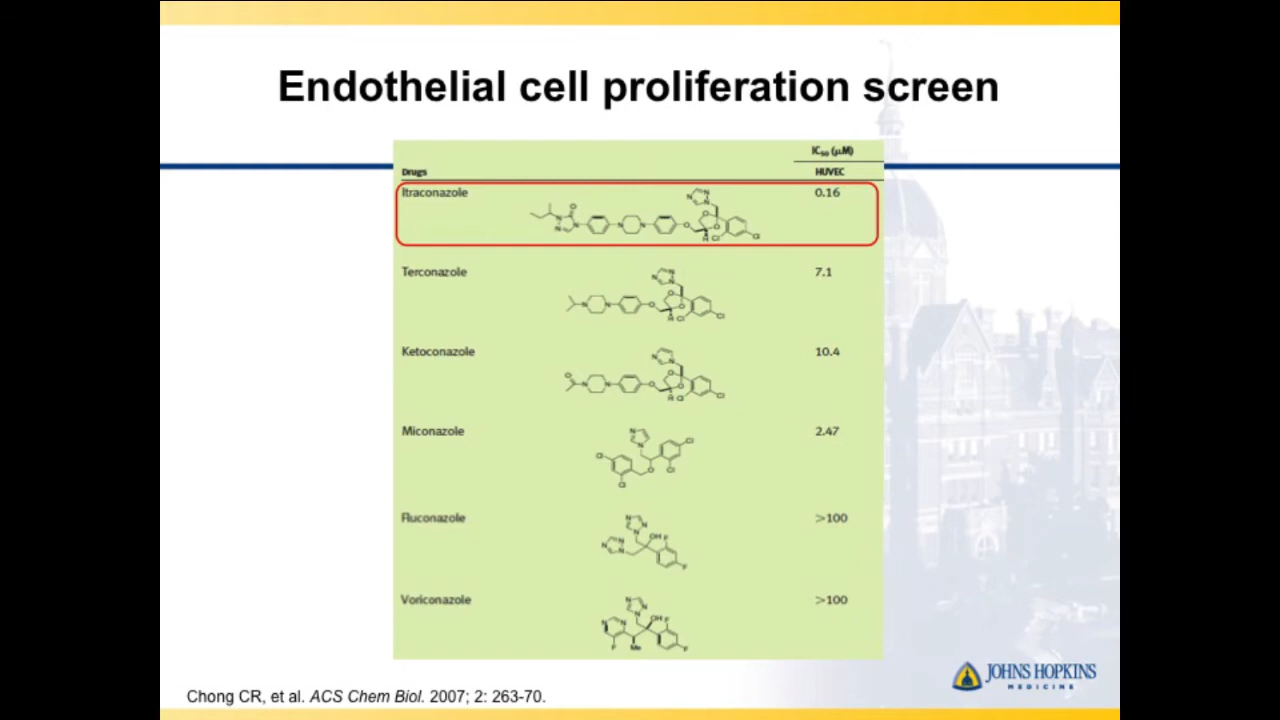 Endothelial cell proliferation screen
IC₅₀ (μM)
Drugs HUVEC
Itraconazole 0.16
Terconazole 7.1
Ketoconazole 10.4
Miconazole 2.47
Fluconazole >100
Voriconazole >100
JOHNS HOPKINS
MEDICINE
Chong CR, et al. ACS Chem Biol. 2007; 2: 263-70.